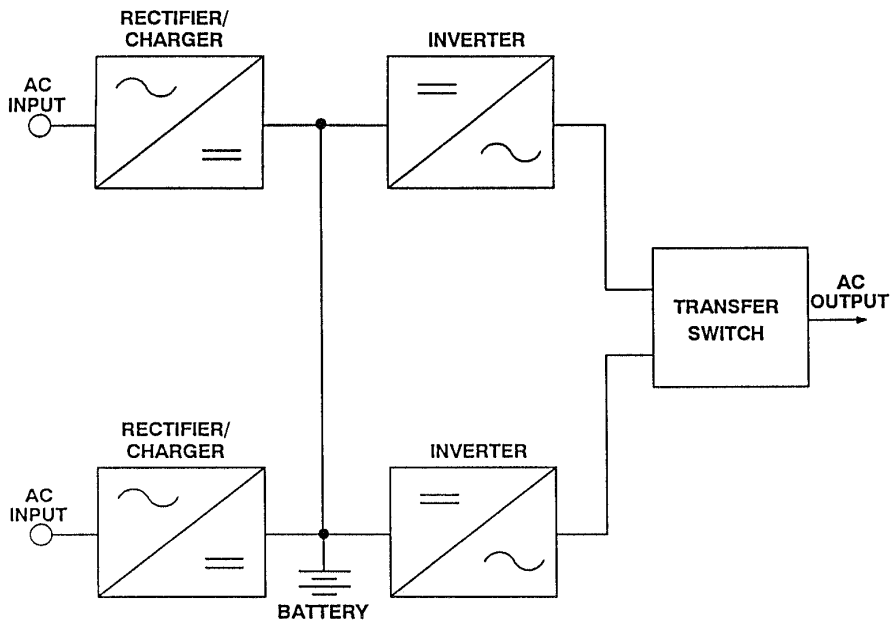 RECTIFIER/
CHARGER
INVERTER
AC
INPUT
TRANSFER
SWITCH
AC
OUTPUT
RECTIFIER/
CHARGER
INVERTER
AC
INPUT
BATTERY